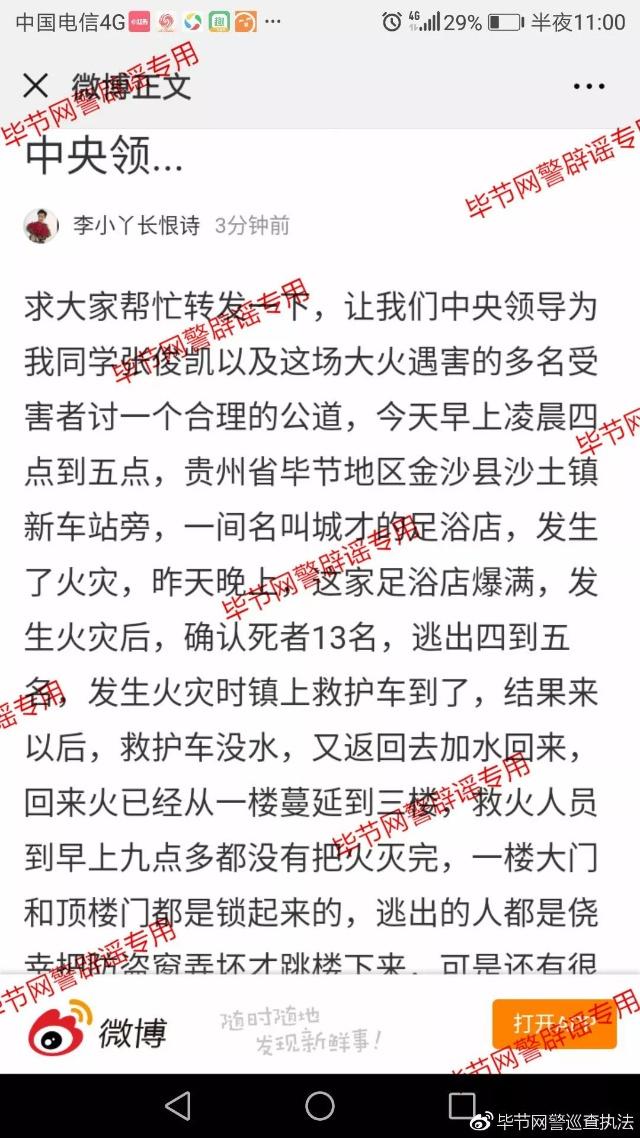 中国电信4G 29% 半夜11:00
微博正文
中央领...
李小丫长恨诗 3分钟前
求大家帮忙转发一下，让我们中央领导为
我同学张俊凯以及这场大火遇害的多名受
害者讨一个合理的公道，今天早上凌晨四
点到五点，贵州省毕节地区金沙县沙土镇
新车站旁，一间名叫城才的足浴店，发生
了火灾，昨天晚上，这家足浴店爆满，发
生火灾后，确认死者13名，逃出四到五
名，发生火灾时镇上救护车到了，结果来
以后，救护车没水，又返回去加水回来，
回来火已经从一楼蔓延到三楼，救火人员
到早上九点多都没有把火灭完，一楼大门
和顶楼门都是锁起来的，逃出的人都是侥
幸把防盗窗弄坏才跳楼下来，可是还有很
微博
随时随地
发现新鲜事！
打开APP
毕节网警辟谣专用
毕节网警辟谣专用
毕节网警辟谣专用
毕节网
毕节网警辟谣专用
谣专用
毕节网警辟谣专用
毕节网警辟谣专用
毕节网警辟谣专用
毕节网警巡查执法